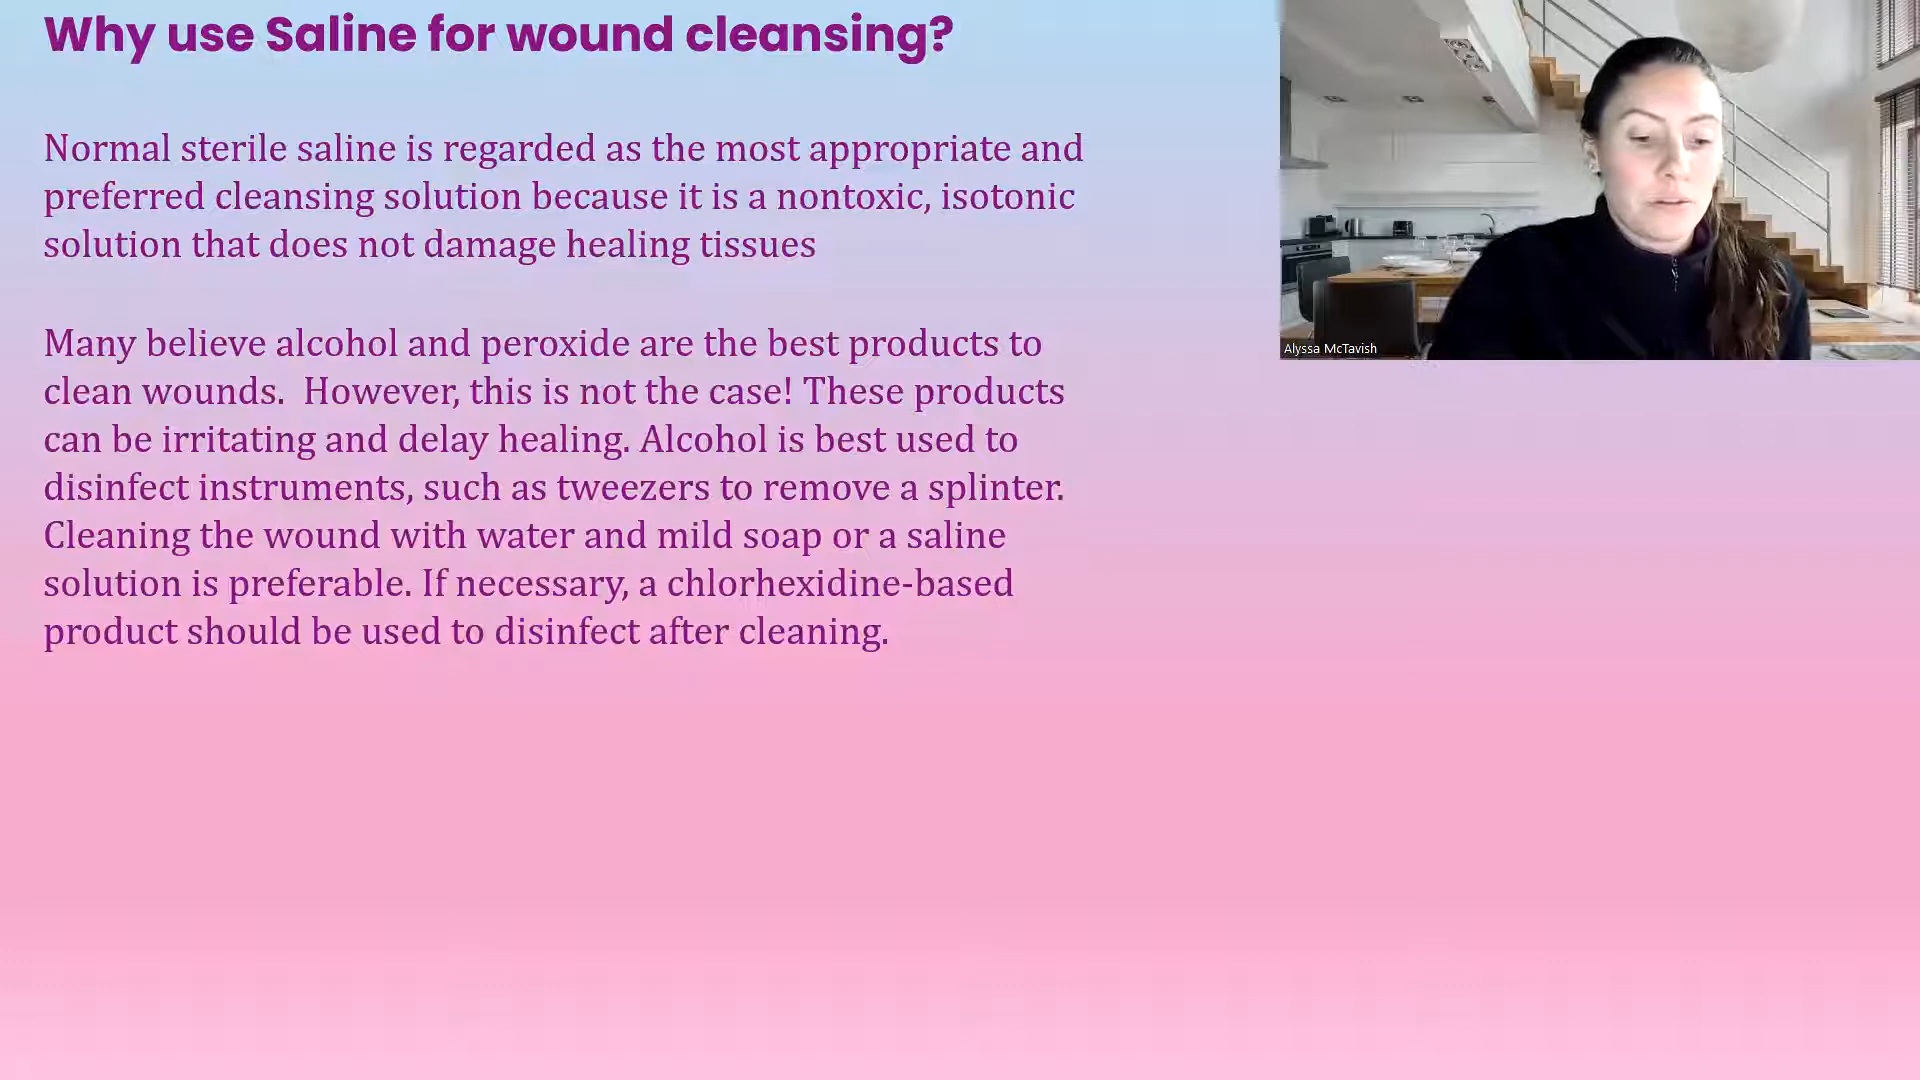 Why use Saline for wound cleansing?
Normal sterile saline is regarded as the most appropriate and
preferred cleansing solution because it is a nontoxic, isotonic
solution that does not damage healing tissues
Many believe alcohol and peroxide are the best products to
clean wounds.  However, this is not the case! These products
can be irritating and delay healing. Alcohol is best used to
disinfect instruments, such as tweezers to remove a splinter.
Cleaning the wound with water and mild soap or a saline
solution is preferable. If necessary, a chlorhexidine-based
product should be used to disinfect after cleaning.
Alyssa McTavish